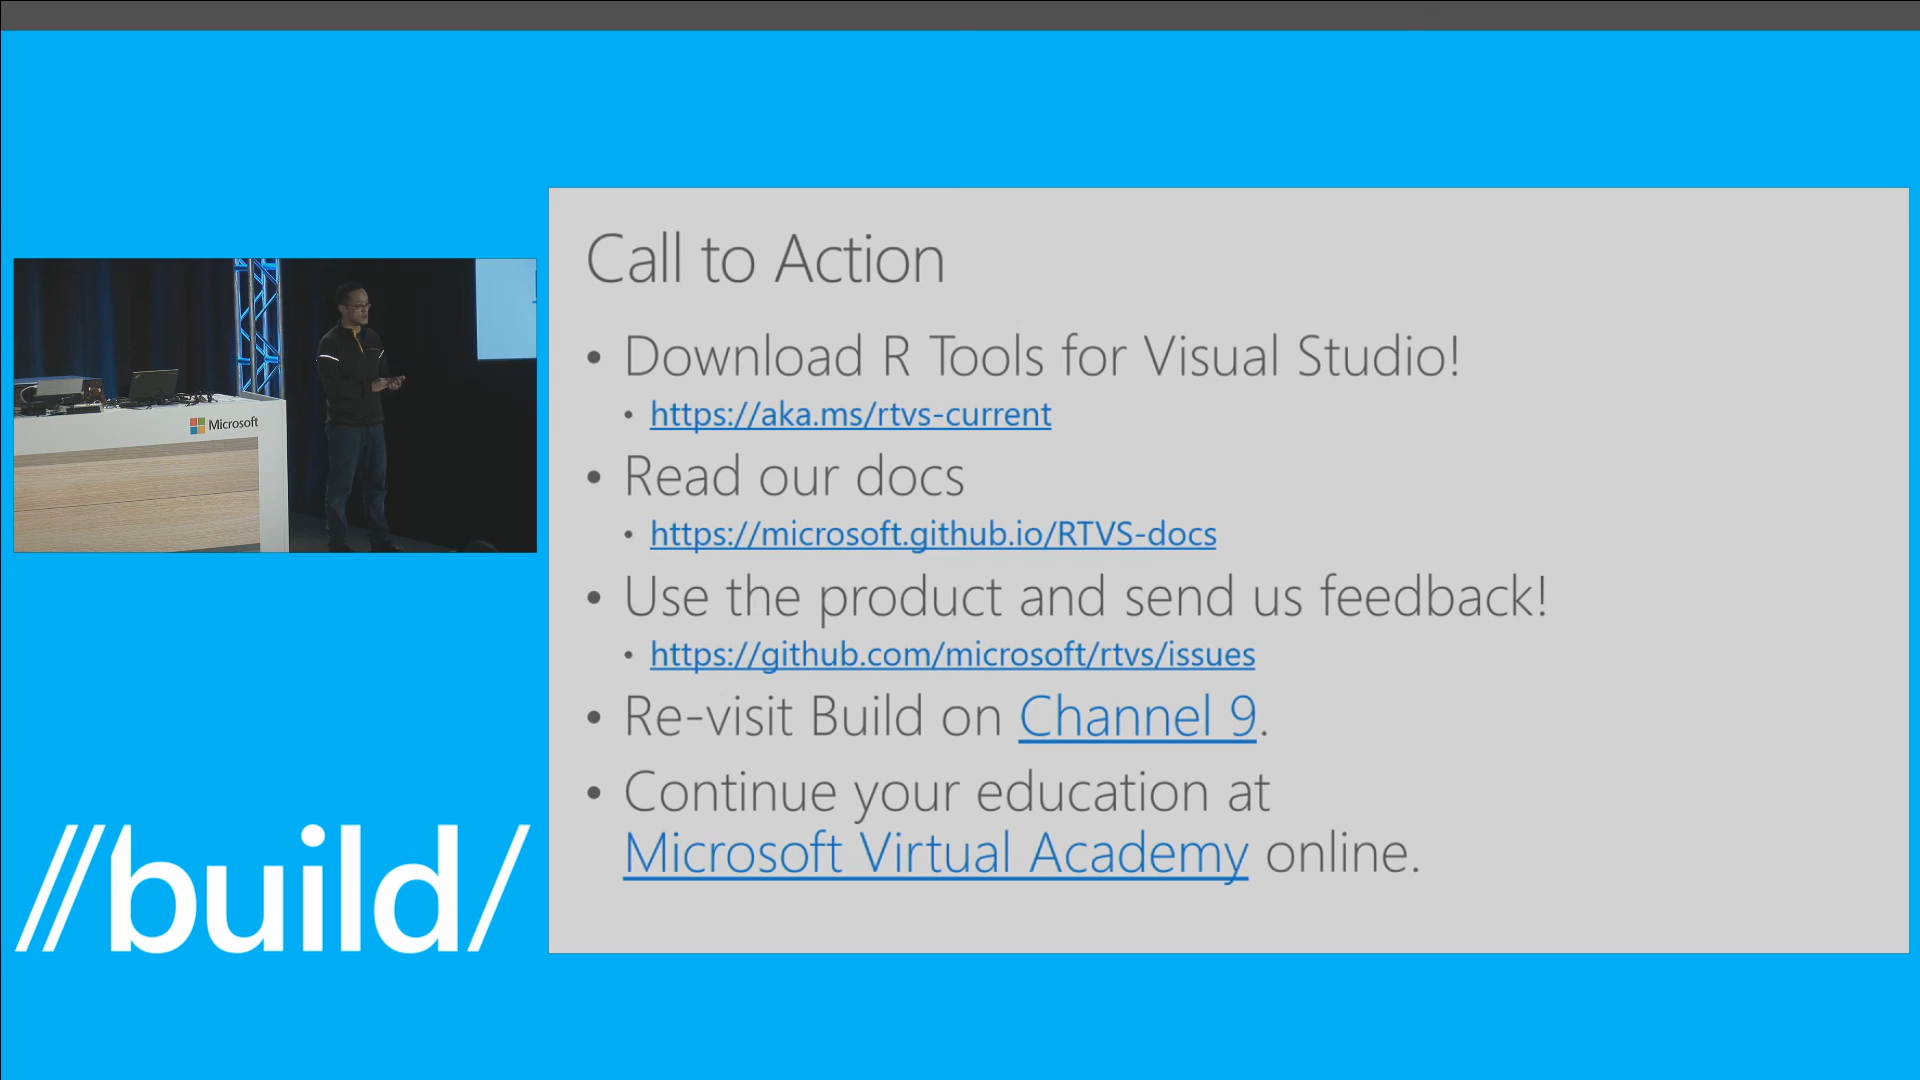 Call to Action
• Download R Tools for Visual Studio!
• https://aka.ms/rtvs-current
• Read our docs
• https://microsoft.github.io/RTVS-docs
• Use the product and send us feedback!
• https://github.com/microsoft/rtvs/issues
• Re-visit Build on Channel 9.
• Continue your education at
Microsoft Virtual Academy online.
Microsoft
//build/